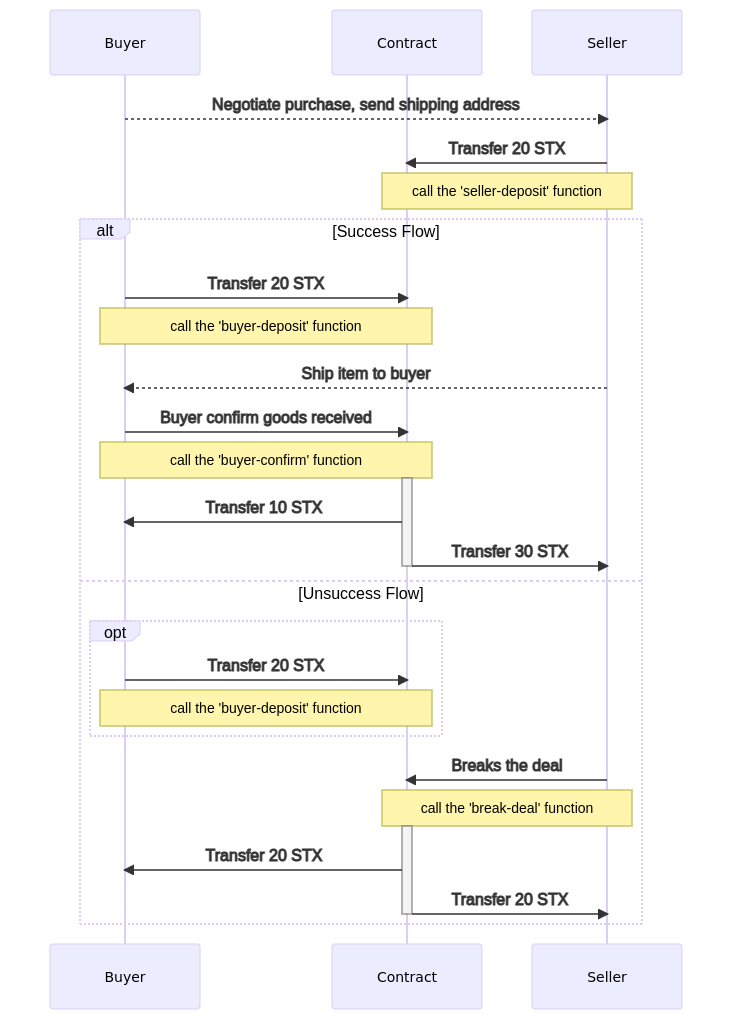 Buyer
Contract
Seller
Negotiate purchase, send shipping address
Transfer 20 STX
call the 'seller-deposit' function
alt
[Success Flow]
Transfer 20 STX
call the 'buyer-deposit' function
Ship item to buyer
Buyer confirm goods received
call the 'buyer-confirm' function
Transfer 10 STX
Transfer 30 STX
[Unsuccess Flow]
opt
Transfer 20 STX
call the 'buyer-deposit' function
Breaks the deal
call the 'break-deal' function
Transfer 20 STX
Transfer 20 STX
Buyer
Contract
Seller